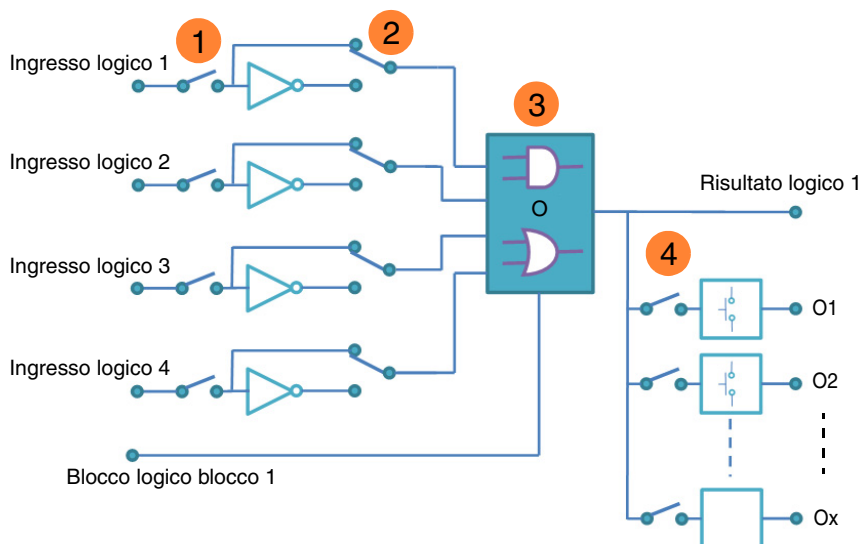 1
2
Ingresso logico 1
3
Ingresso logico 2
Risultato logico 1
O
4
Ingresso logico 3
O1
Ingresso logico 4
O2
Blocco logico blocco 1
Ox